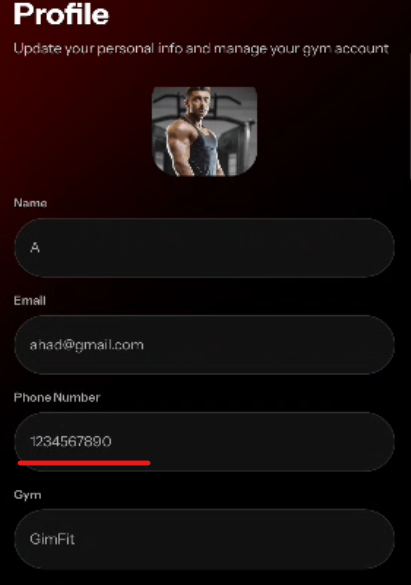 Profile
Update your personal info and manage your gym account
Name
A
Email
ahad@gmail.com
Phone Number
1234567890
Gym
GimFit